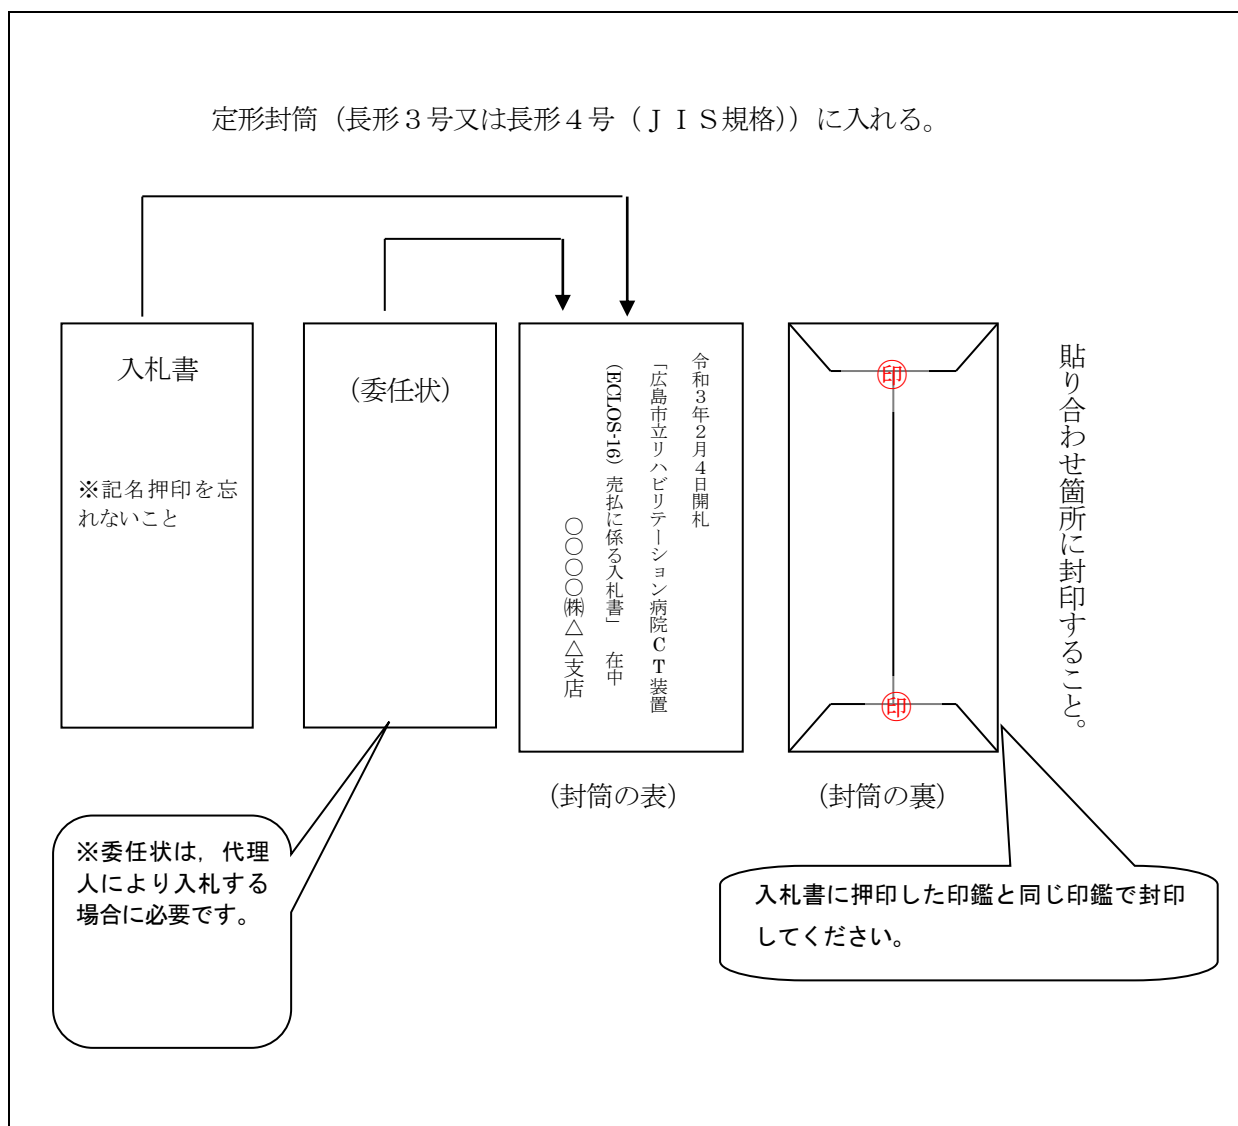 定形封筒（長形３号又は長形４号（ＪＩＳ規格））に入れる。
入札書
※記名押印を忘
れないこと
（委任状）
令和３年２月４日開札
「広島市立リハビリテーション病院ＣＴ装置
（ECLOS-16）売払に係る入札書」　在中
〇〇〇〇㈱△△支店
印
印
貼り合わせ箇所に封印すること。
（封筒の表）
（封筒の裏）
※委任状は，代理
人により入札する
場合に必要です。
入札書に押印した印鑑と同じ印鑑で封印
してください。